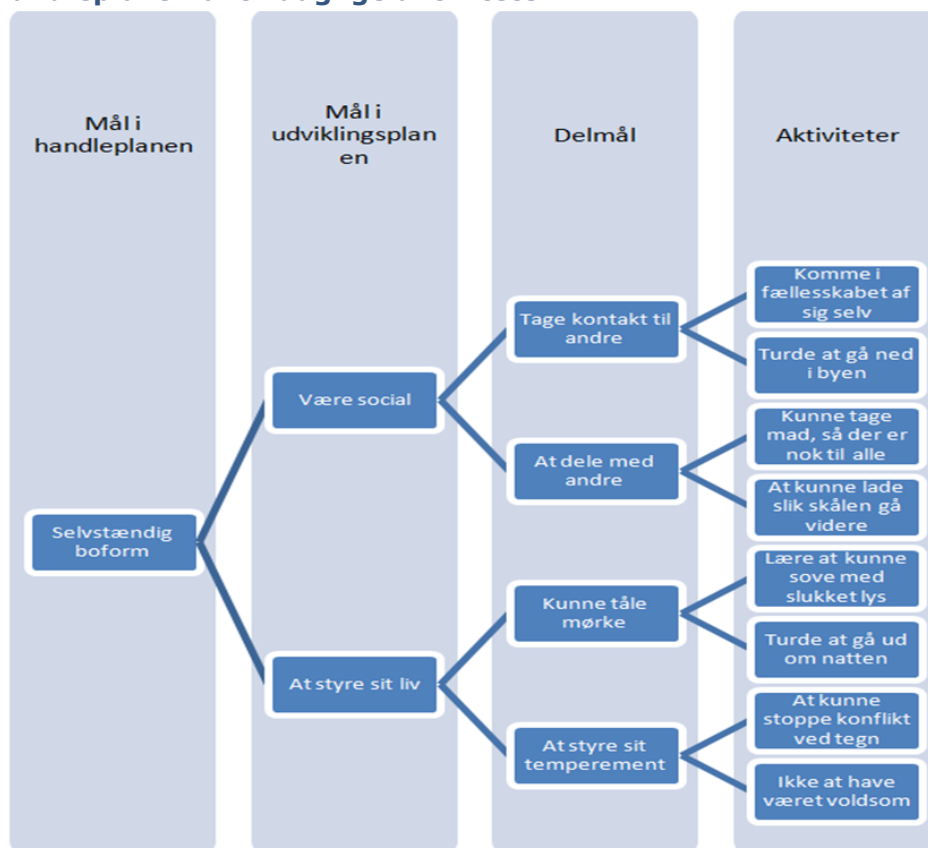 Mål i
handleplanen
Mål i
udviklingsplan
en
Delmål
Aktiviteter
Selvstændig
boform
Være social
At styre sit liv
Tage kontakt til
andre
At dele med
andre
Kunne tåle
mørke
At styre sit
temperement
Komme i
fællesskabet af
sig selv
Turde at gå ned
i byen
Kunne tage
mad, så der er
nok til alle
At kunne lade
slik skålen gå
videre
Lære at kunne
sove med
slukket lys
Turde at gå ud
om natten
At kunne
stoppe konflikt
ved tegn
Ikke at have
været voldsom